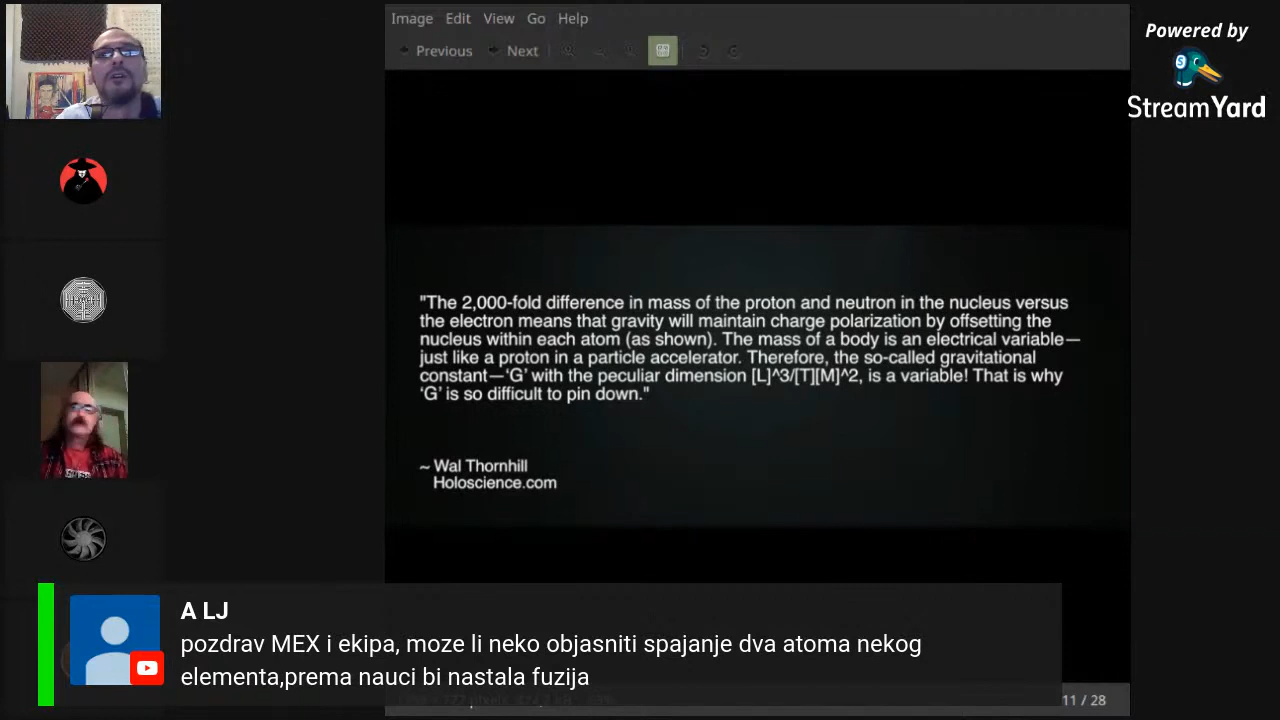 Image Edit View Go Help
Previous Next
Powered by
StreamYard
"The 2,000-fold difference in mass of the proton and neutron in the nucleus versus
the electron means that gravity will maintain charge polarization by offsetting the
nucleus within each atom (as shown). The mass of a body is an electrical variable—
just like a proton in a particle accelerator. Therefore, the so-called gravitational
constant—‘G’ with the peculiar dimension [L]^3/[T][M]^2, is a variable! That is why
‘G’ is so difficult to pin down."
~ Wal Thornhill
Holoscience.com
A LJ
pozdrav MEX i ekipa, moze li neko objasniti spajanje dva atoma nekog
elementa,prema nauci bi nastala fuzija
11 / 28